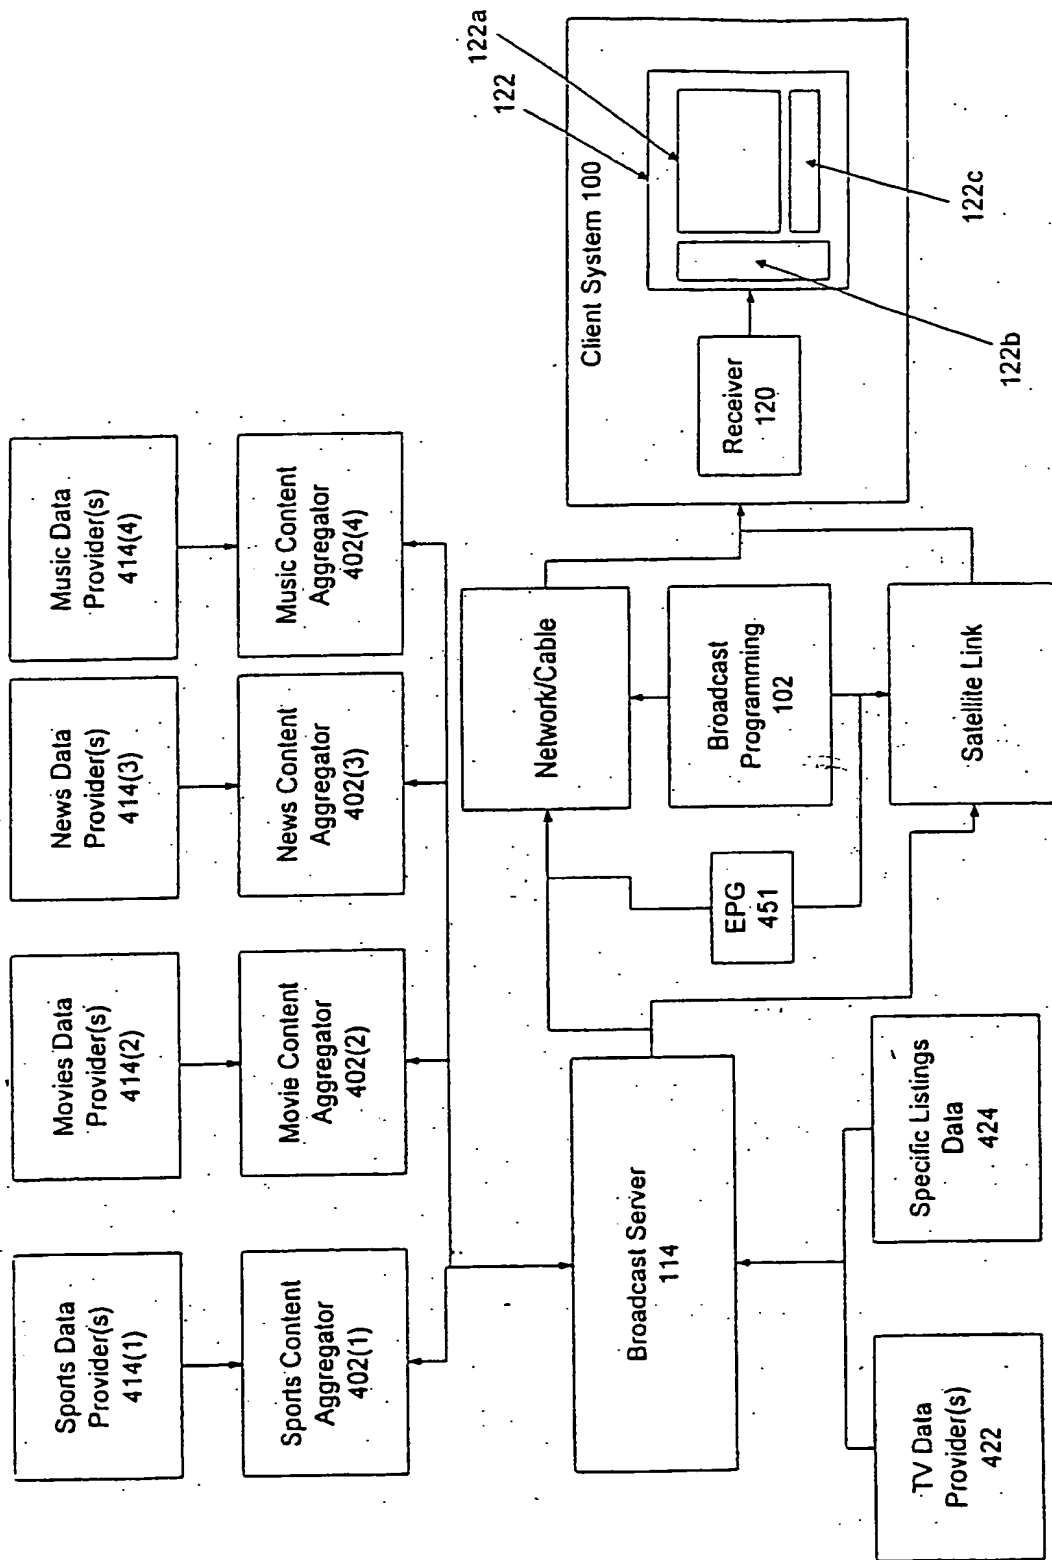 Sports Data
Provider(s)
414(1)
Movies Data
Provider(s)
414(2)
News Data
Provider(s)
414(3)
Music Data
Provider(s)
414(4)
Sports Content
Aggregator
402(1)
Movie Content
Aggregator
402(2)
News Content
Aggregator
402(3)
Music Content
Aggregator
402(4)
Broadcast Server
114
TV Data
Provider(s)
422
Specific Listings
Data
424
EPG
451
Network/Cable
Broadcast
Programming
102
Satellite Link
Client System 100
Receiver
120
122
122a
122b
122c